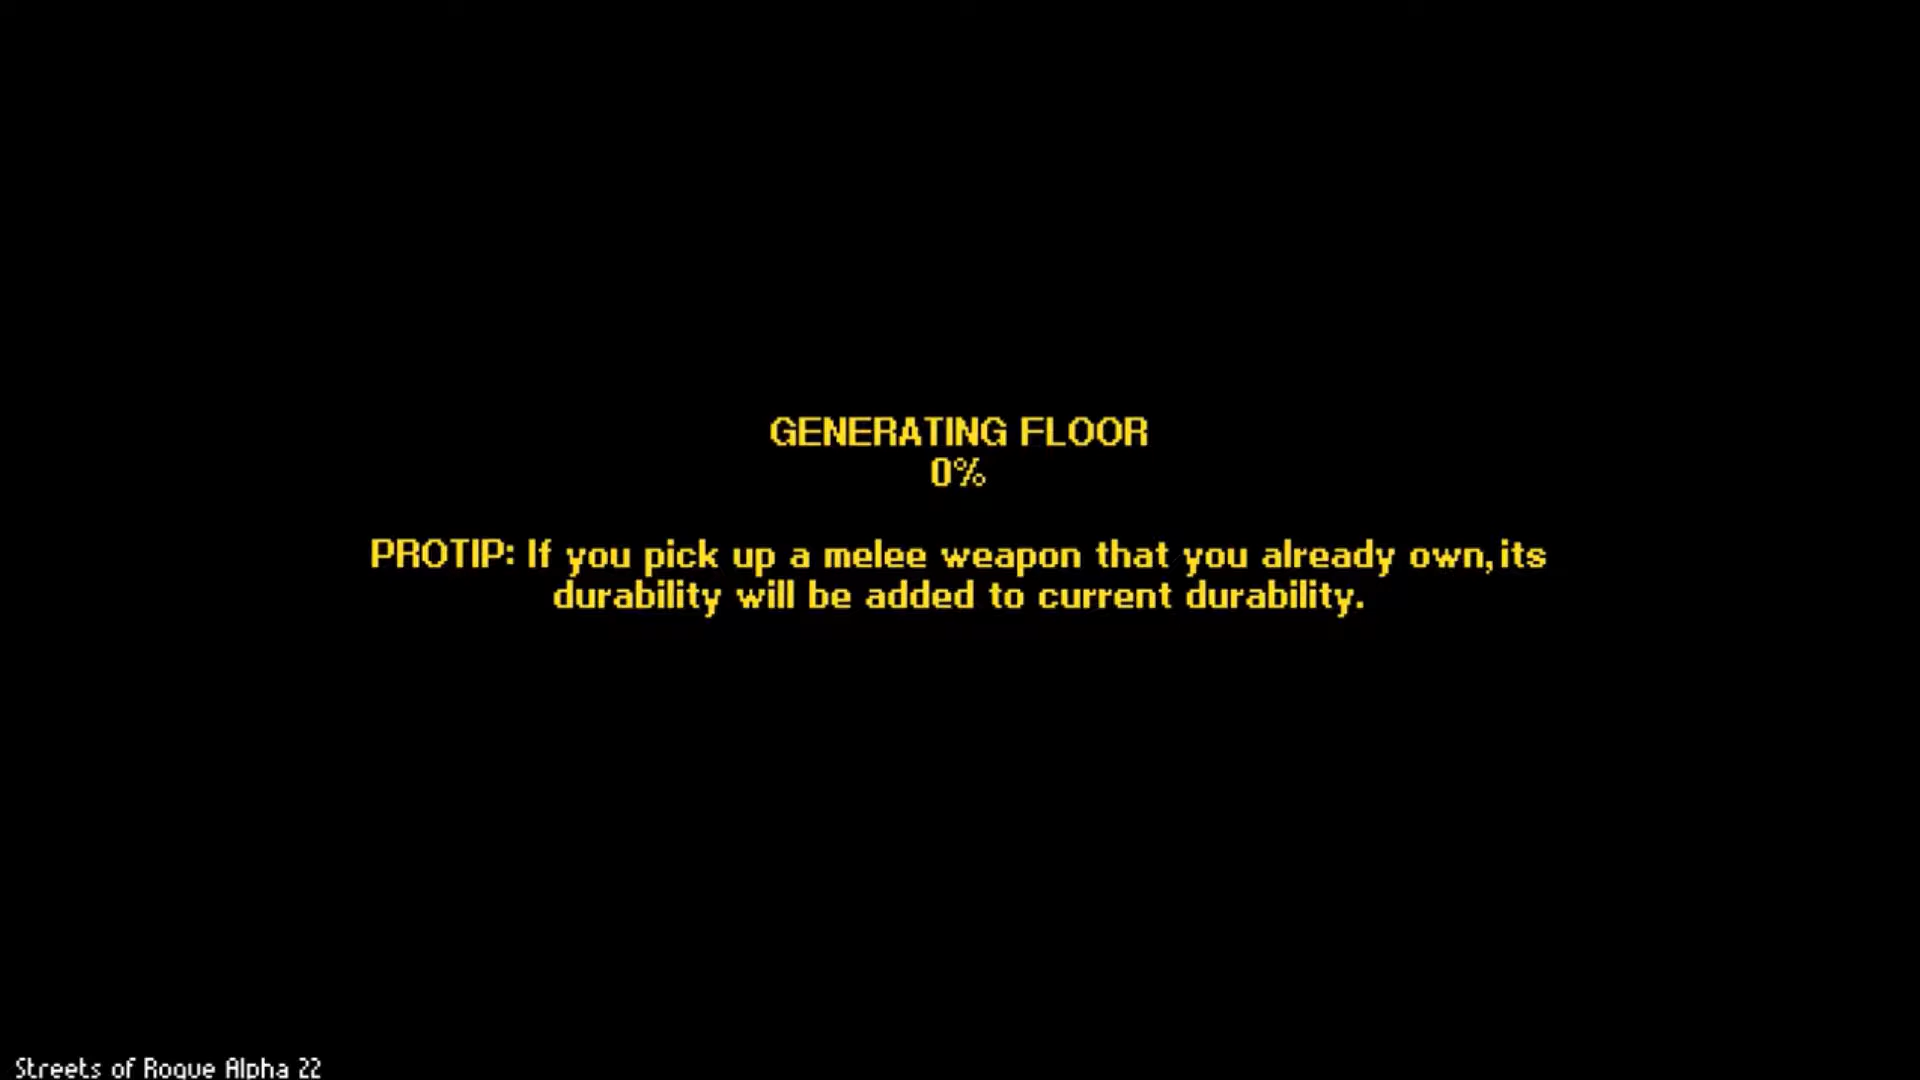 GENERATING FLOOR
0%
PROTIP: If you pick up a melee weapon that you already own, its
durability will be added to current durability.
Streets of Rogue Alpha 22